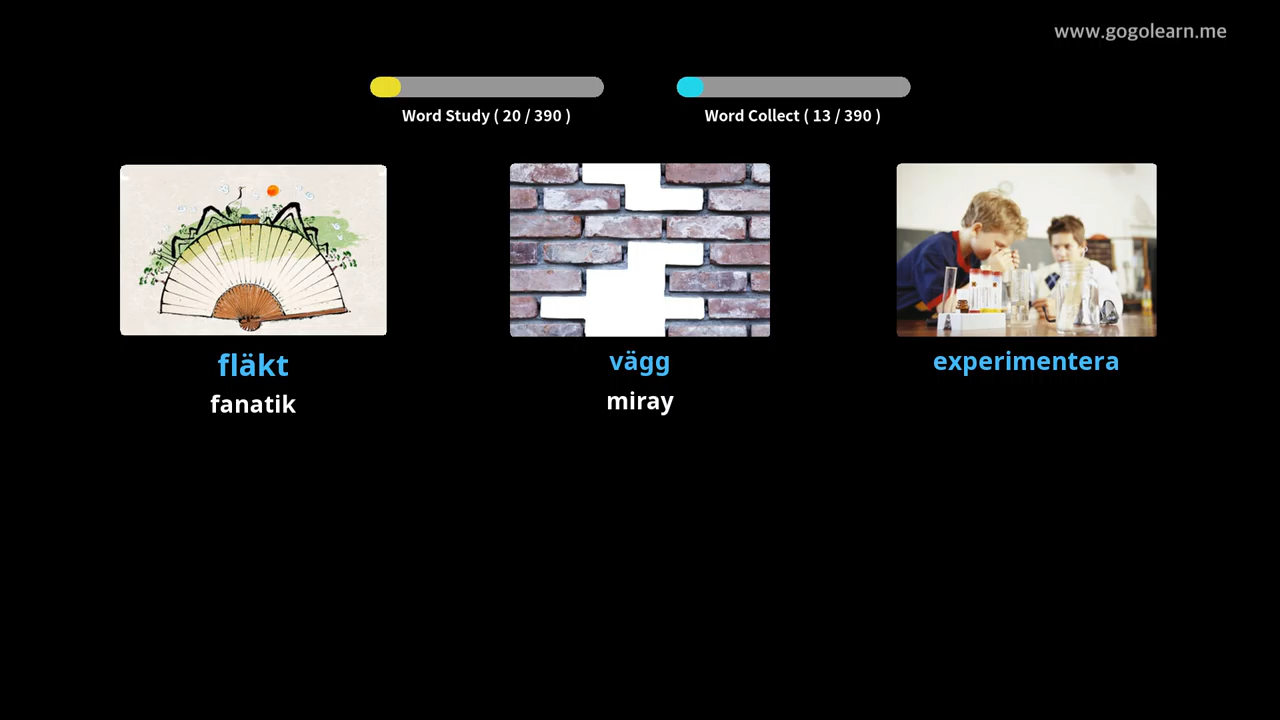 www.gogolearn.me
Word Study ( 20 / 390 )
Word Collect ( 13 / 390 )
fläkt
vägg
experimentera
fanatik
miray